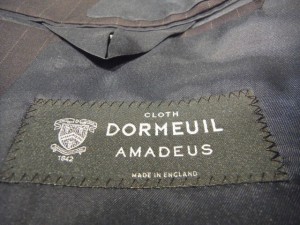 CLOTH
DORMEUIL
AMADEUS
1842
MADE IN ENGLAND